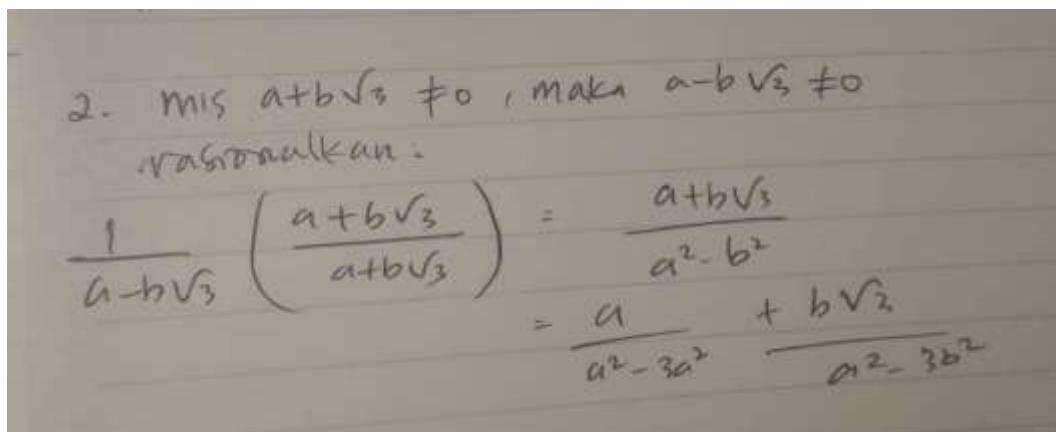 2. mis a+b√3 ≠0, maka a-b√3 ≠0
rasionalkan:
1/(a-b√3) ((a+b√3)/(a+b√3)) = (a+b√3)/(a²-b²)
= a/(a²-3a²) + b√3/(a²-3b²)